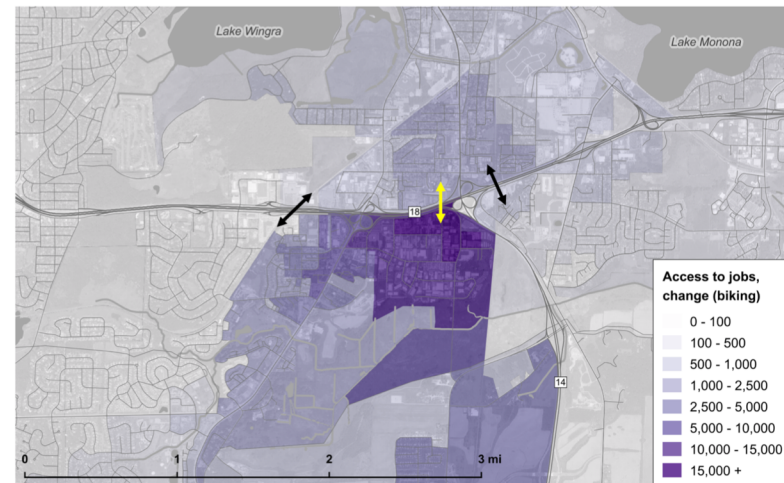 Lake Wingra
Lake Monona
18
14
Access to jobs,
change (biking)
0 - 100
100 - 500
500 - 1,000
1,000 - 2,500
2,500 - 5,000
5,000 - 10,000
10,000 - 15,000
15,000 +
0 1 2 3 mi